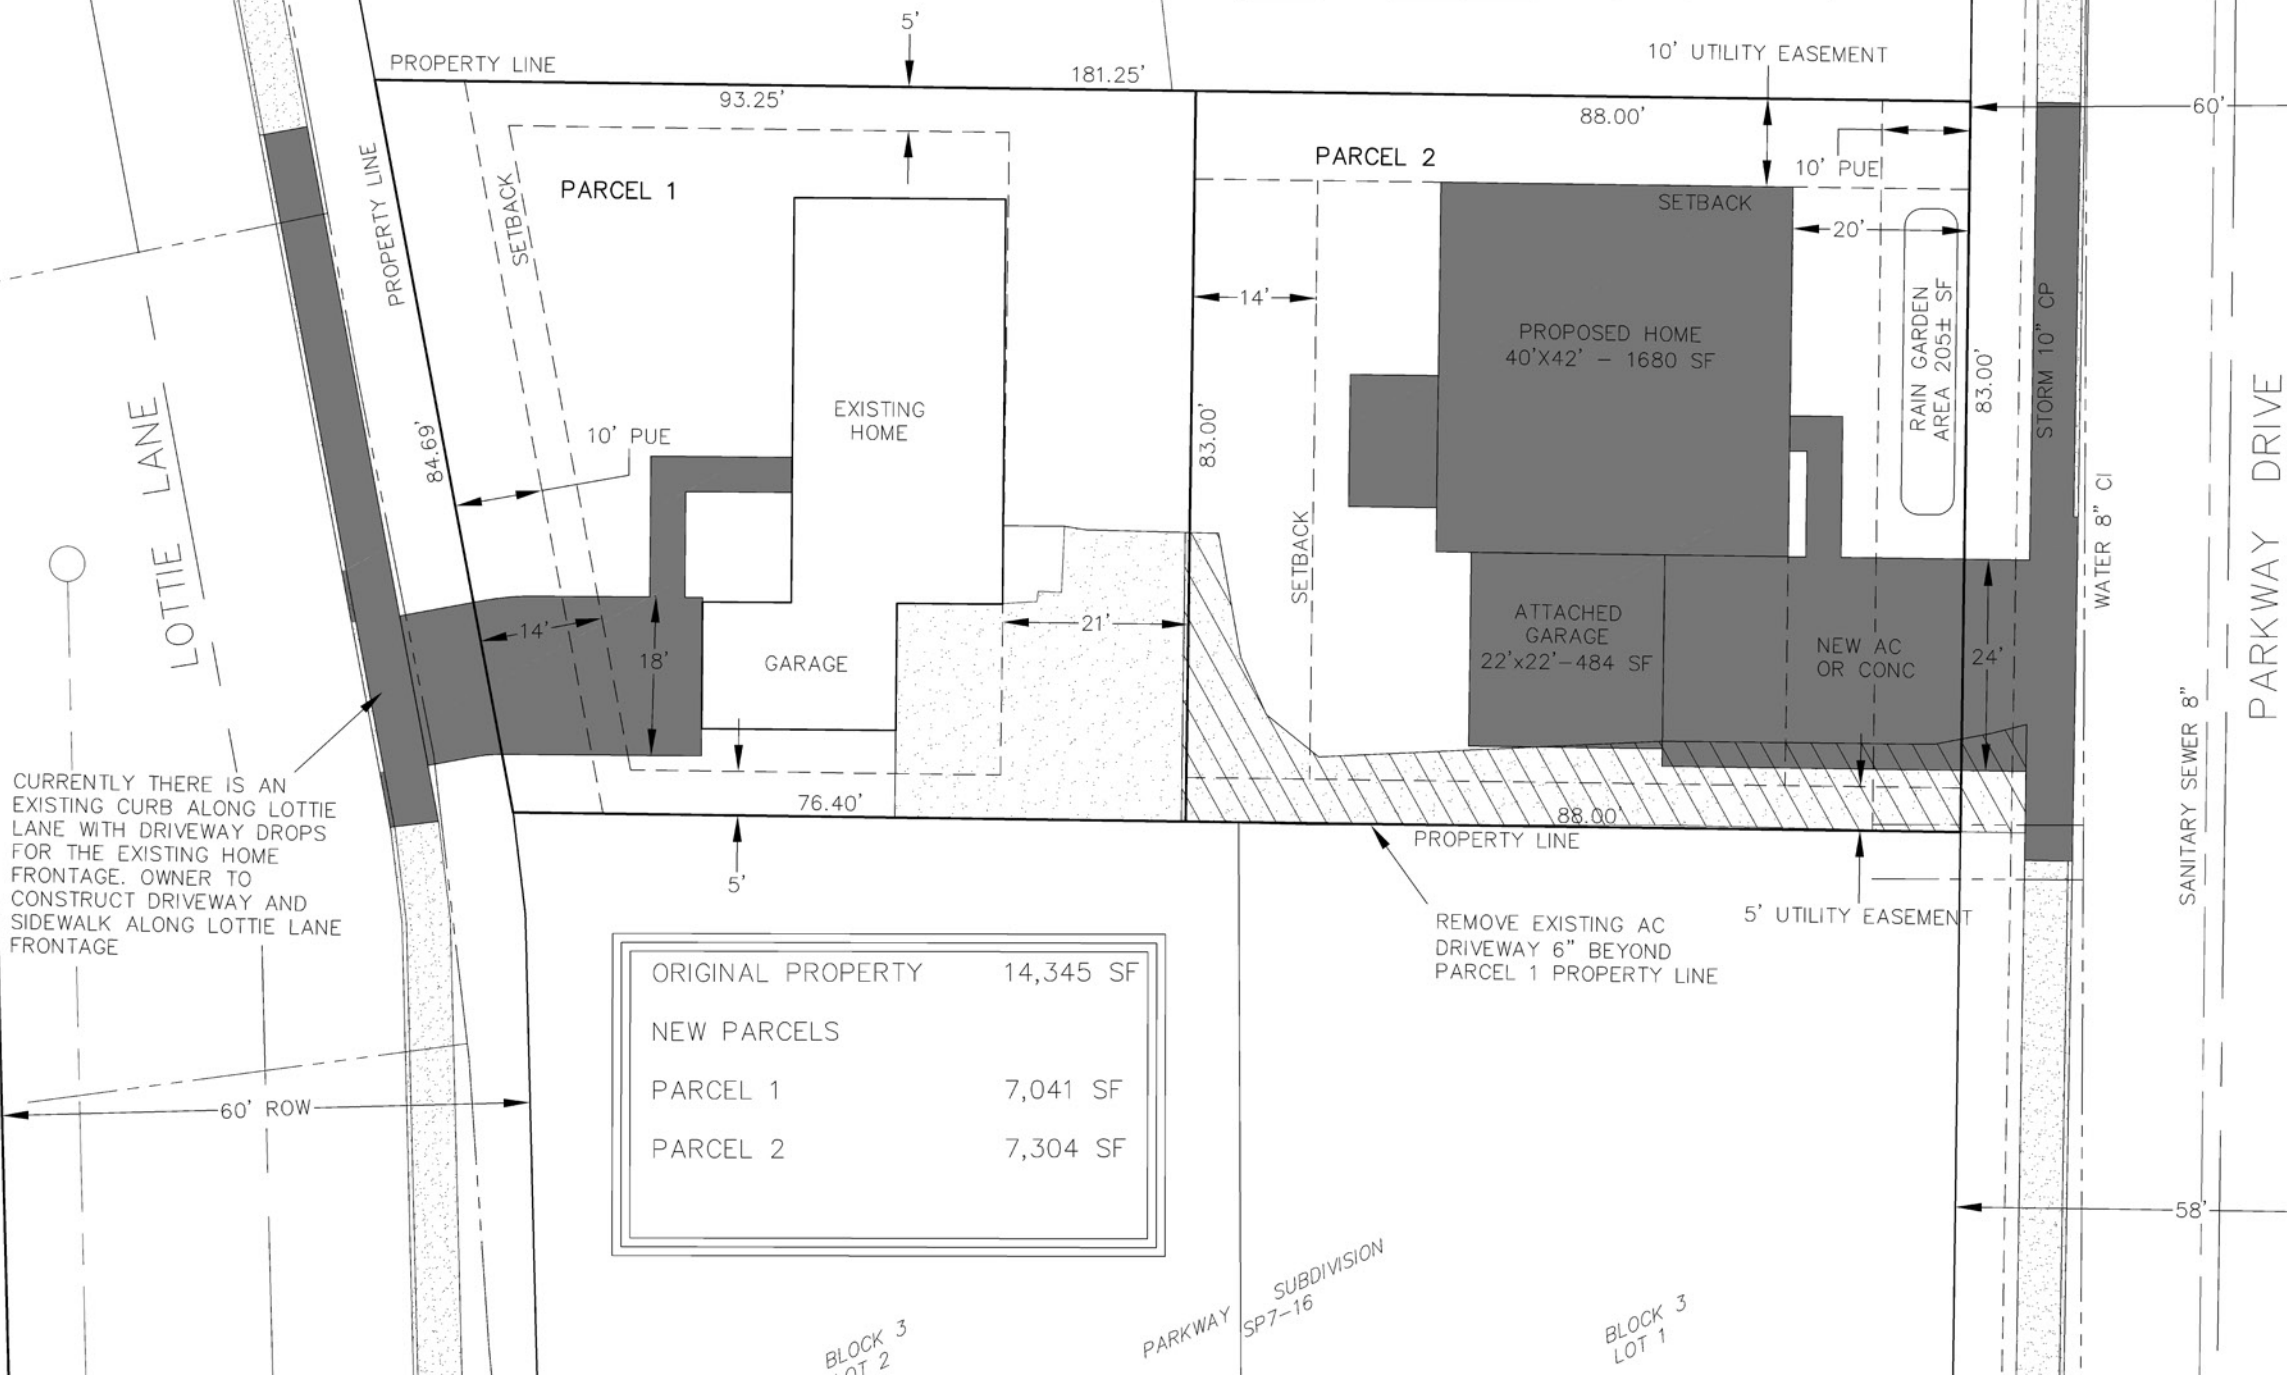 5'
10' UTILITY EASEMENT
PROPERTY LINE
181.25'
93.25'
88.00'
60'
PARCEL 2
10' PUE
PARCEL 1
SETBACK
SETBACK
PROPERTY LINE
20'
14'
RAIN GARDEN
AREA 205± SF
STORM 10" CP
PROPOSED HOME
40'X42' - 1680 SF
83.00'
EXISTING
HOME
10' PUE
84.69'
83.00'
LOTTIE LANE
PARKWAY DRIVE
WATER 8" CI
SETBACK
14'
18'
GARAGE
21'
ATTACHED
GARAGE
22'x22'-484 SF
NEW AC
OR CONC
24'
SANITARY SEWER 8"
76.40'
88.00'
PROPERTY LINE
5'
CURRENTLY THERE IS AN
EXISTING CURB ALONG LOTTIE
LANE WITH DRIVEWAY DROPS
FOR THE EXISTING HOME
FRONTAGE. OWNER TO
CONSTRUCT DRIVEWAY AND
SIDEWALK ALONG LOTTIE LANE
FRONTAGE
REMOVE EXISTING AC
DRIVEWAY 6" BEYOND
PARCEL 1 PROPERTY LINE
5' UTILITY EASEMENT
ORIGINAL PROPERTY 14,345 SF
NEW PARCELS
PARCEL 1 7,041 SF
PARCEL 2 7,304 SF
60' ROW
58'
PARKWAY SUBDIVISION
SP7-16
BLOCK 3
LOT 2
BLOCK 3
LOT 1